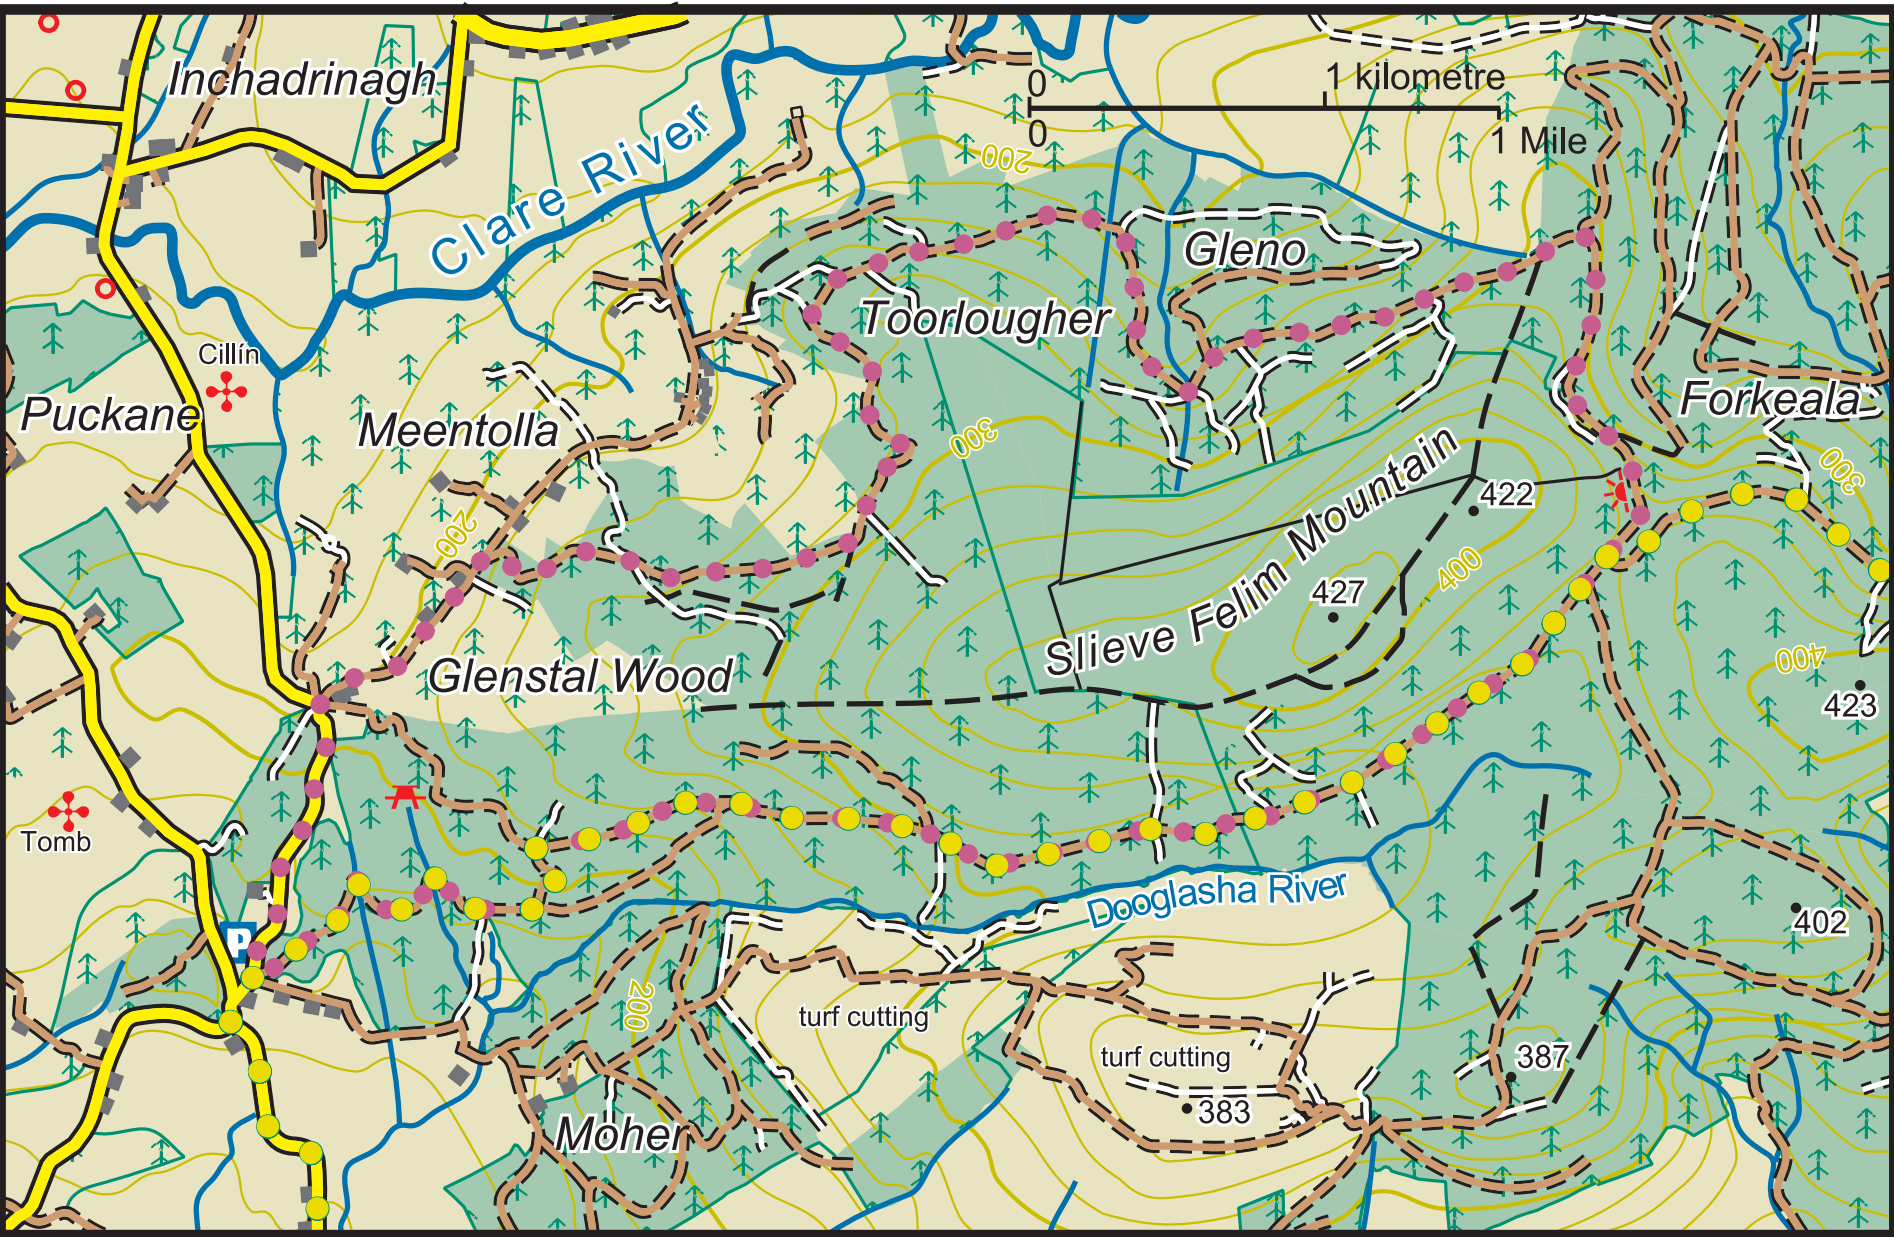 Inchadrinagh
0
1 kilometre
0
1 Mile
200
Clare River
Gleno
Toorlougher
Cillín
Puckane
Meentolla
Forkeala
300
300
422
Slieve Felim Mountain
200
400
427
Glenstal Wood
400
423
Tomb
Dooglasha River
402
P
200
turf cutting
turf cutting
387
383
Moher